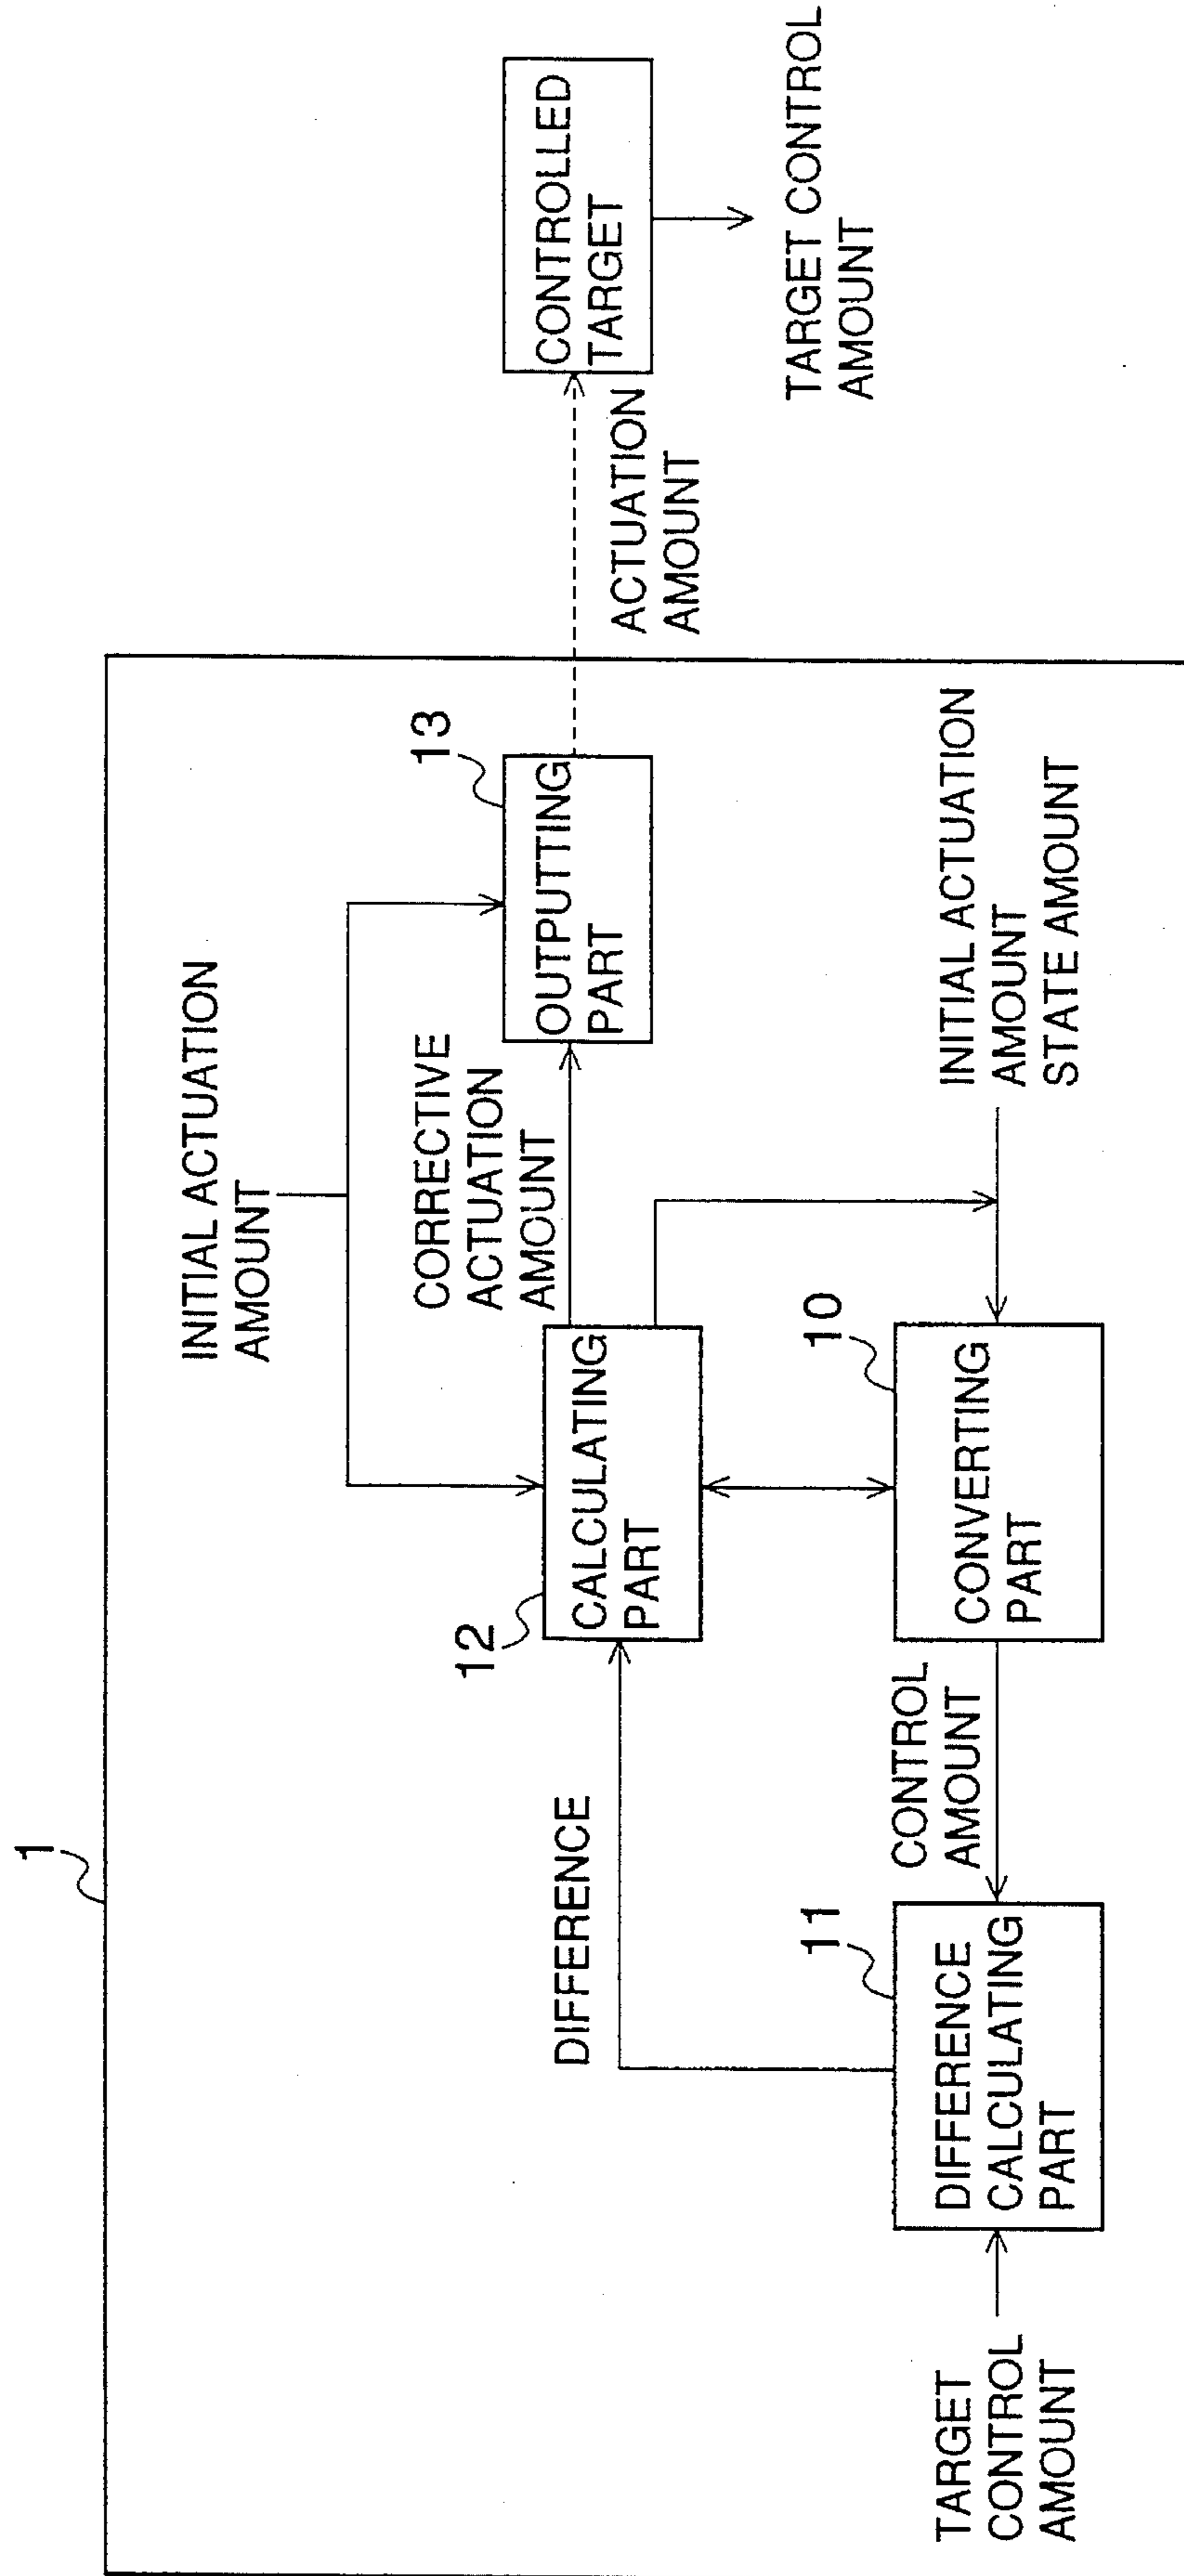 1
INITIAL ACTUATION
AMOUNT
13
CORRECTIVE
ACTUATION
AMOUNT
OUTPUTTING
PART
CONTROLLED
TARGET
ACTUATION
AMOUNT
TARGET CONTROL
AMOUNT
12
CALCULATING
PART
DIFFERENCE
11
DIFFERENCE
CALCULATING
PART
CONTROL
AMOUNT
10
CONVERTING
PART
INITIAL ACTUATION
AMOUNT
STATE AMOUNT
TARGET
CONTROL
AMOUNT